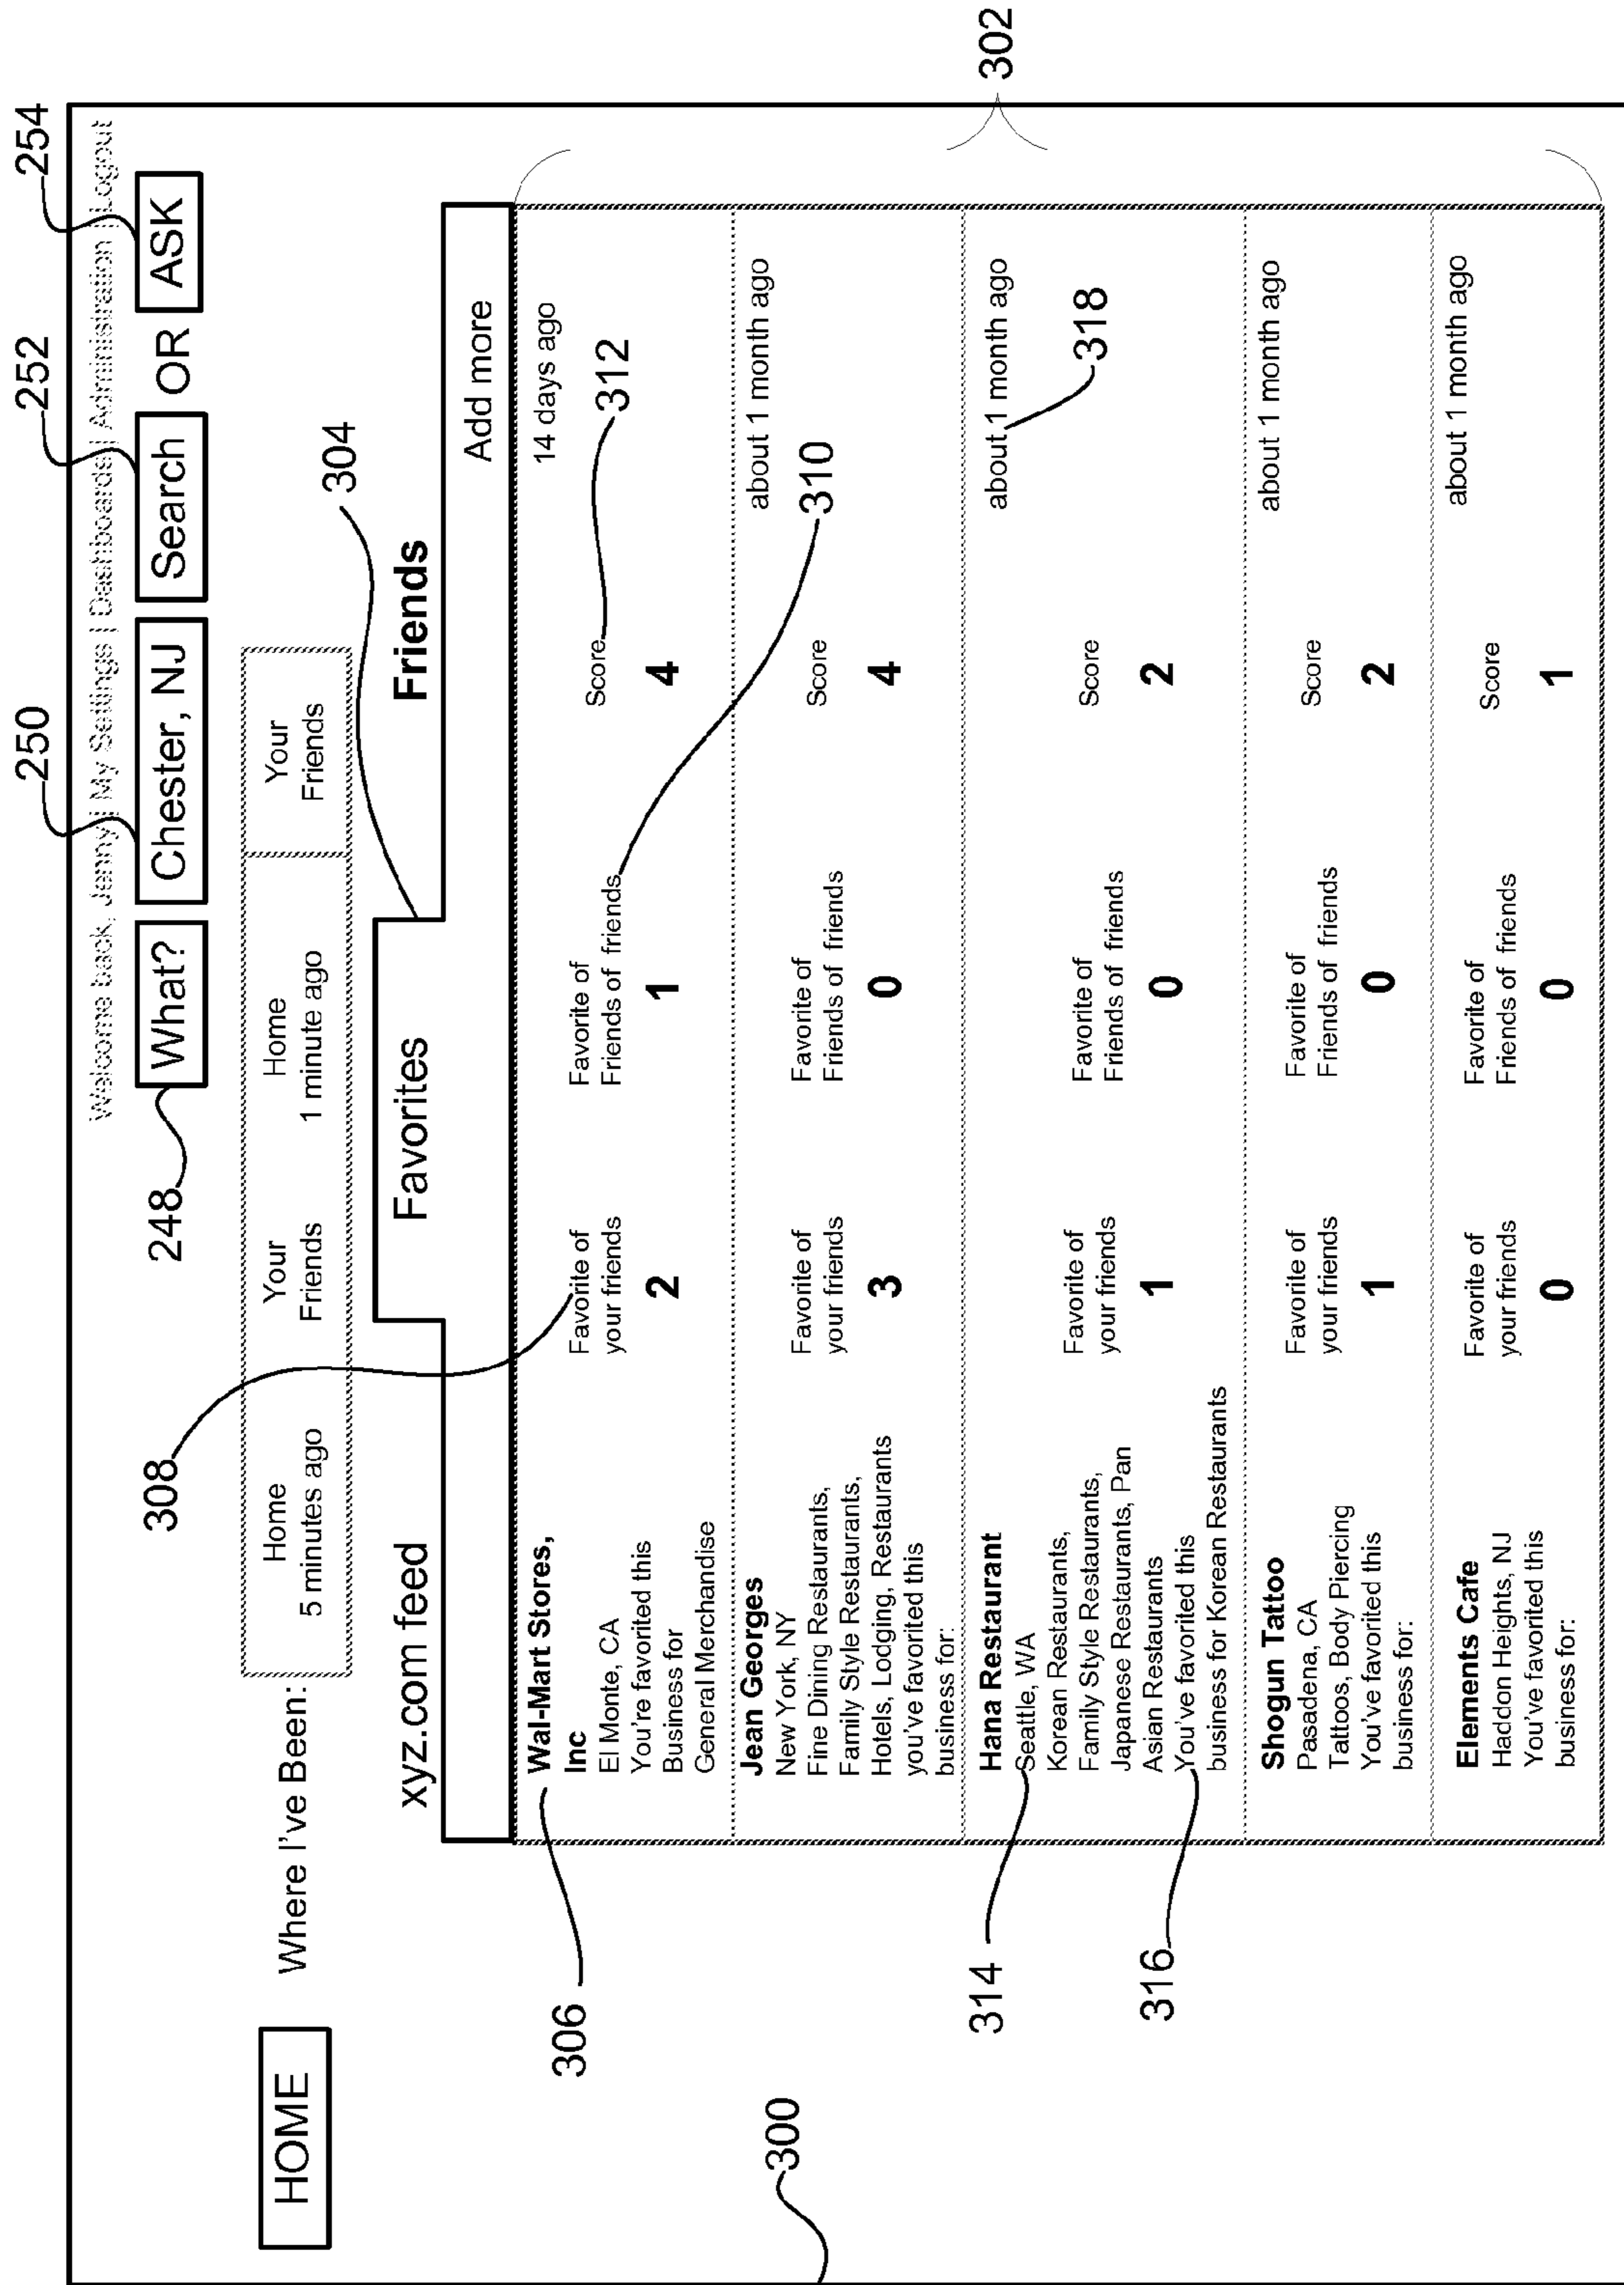 254
252
250
Welcome back, Jenny| My Settings | Dashboards| Administration |Logout
248
What?
Chester, NJ
Search
OR
ASK
HOME
Where I've Been:
Home
5 minutes ago
Your
Friends
Home
1 minute ago
Your
Friends
308
304
xyz.com feed
Favorites
Friends
Add more
302
306
Wal-Mart Stores,
Inc
El Monte, CA
You're favorited this
Business for
General Merchandise
Favorite of
your friends
2
Favorite of
Friends of friends
1
Score
4
14 days ago
312
310
Jean Georges
New York, NY
Fine Dining Restaurants,
Family Style Restaurants,
Hotels, Lodging, Restaurants
you've favorited this
business for:
Favorite of
your friends
3
Favorite of
Friends of friends
0
Score
4
about 1 month ago
300
314
316
Hana Restaurant
Seattle, WA
Korean Restaurants,
Family Style Restaurants,
Japanese Restaurants, Pan
Asian Restaurants
You've favorited this
business for Korean Restaurants
Favorite of
your friends
1
Favorite of
Friends of friends
0
Score
2
about 1 month ago
318
Shogun Tattoo
Pasadena, CA
Tattoos, Body Piercing
You've favorited this
business for:
Favorite of
your friends
1
Favorite of
Friends of friends
0
Score
2
about 1 month ago
Elements Cafe
Haddon Heights, NJ
You've favorited this
business for:
Favorite of
your friends
0
Favorite of
Friends of friends
0
Score
1
about 1 month ago